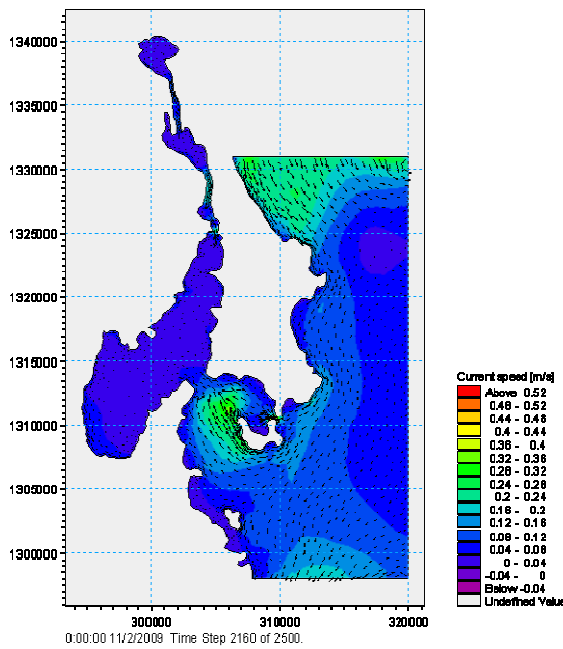 1340000
1335000
1330000
1325000
1320000
1315000
1310000
1305000
1300000
300000 310000 320000
0:00:00 11/2/2009 Time Step 2160 of 2500.
Current speed [m/s]
Above 0.52
0.48 - 0.52
0.44 - 0.48
0.4 - 0.44
0.36 - 0.4
0.32 - 0.36
0.28 - 0.32
0.24 - 0.28
0.2 - 0.24
0.16 - 0.2
0.12 - 0.16
0.08 - 0.12
0.04 - 0.08
0 - 0.04
-0.04 - 0
Below -0.04
Undefined Value